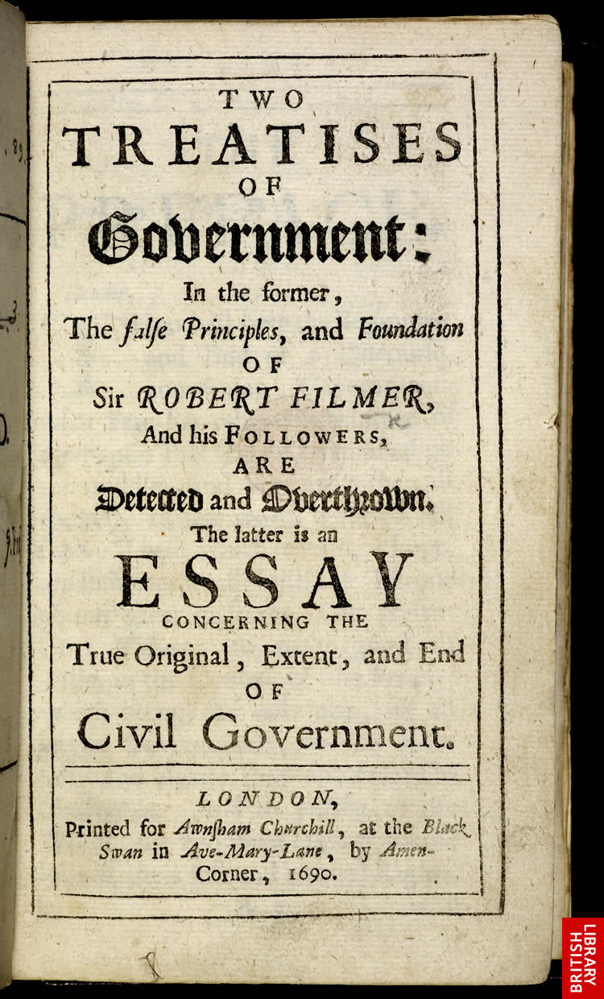 TWO
TREATISES
OF
Government:
In the former,
The falſe Principles, and Foundation
OF
Sir ROBERT FILMER,
And his FOLLOWERS,
ARE
Detected and Overthrown.
The latter is an
ESSAY
CONCERNING THE
True Original, Extent, and End
OF
Civil Government.
LONDON,
Printed for Awnſham Churchill, at the Black
Swan in Ave-Mary-Lane, by Amen-
Corner, 1690.
LIBRARY
BRITISH